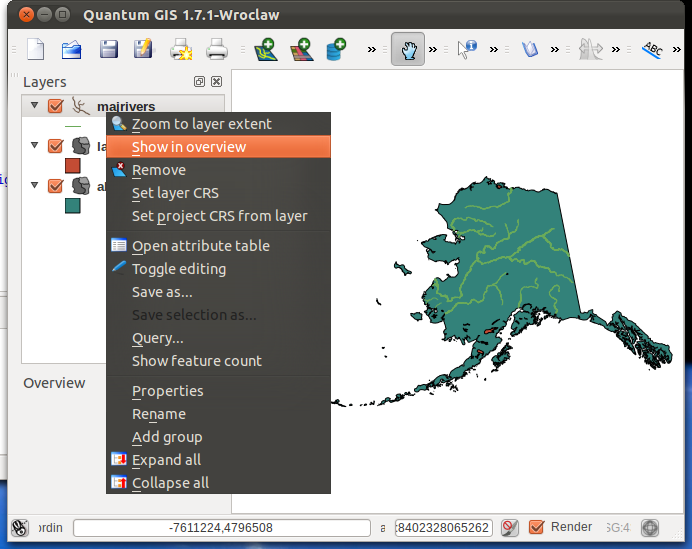 Quantum GIS 1.7.1-Wroclaw
» » » » » ABC
Layers
majrivers
la
al
Zoom to layer extent
Show in overview
Remove
Set layer CRS
Set project CRS from layer
Open attribute table
Toggle editing
Save as...
Save selection as...
Query...
Show feature count
Properties
Rename
Add group
Expand all
Collapse all
Overview
ordin -7611224,4796508 :8402328065262 Render SG:4